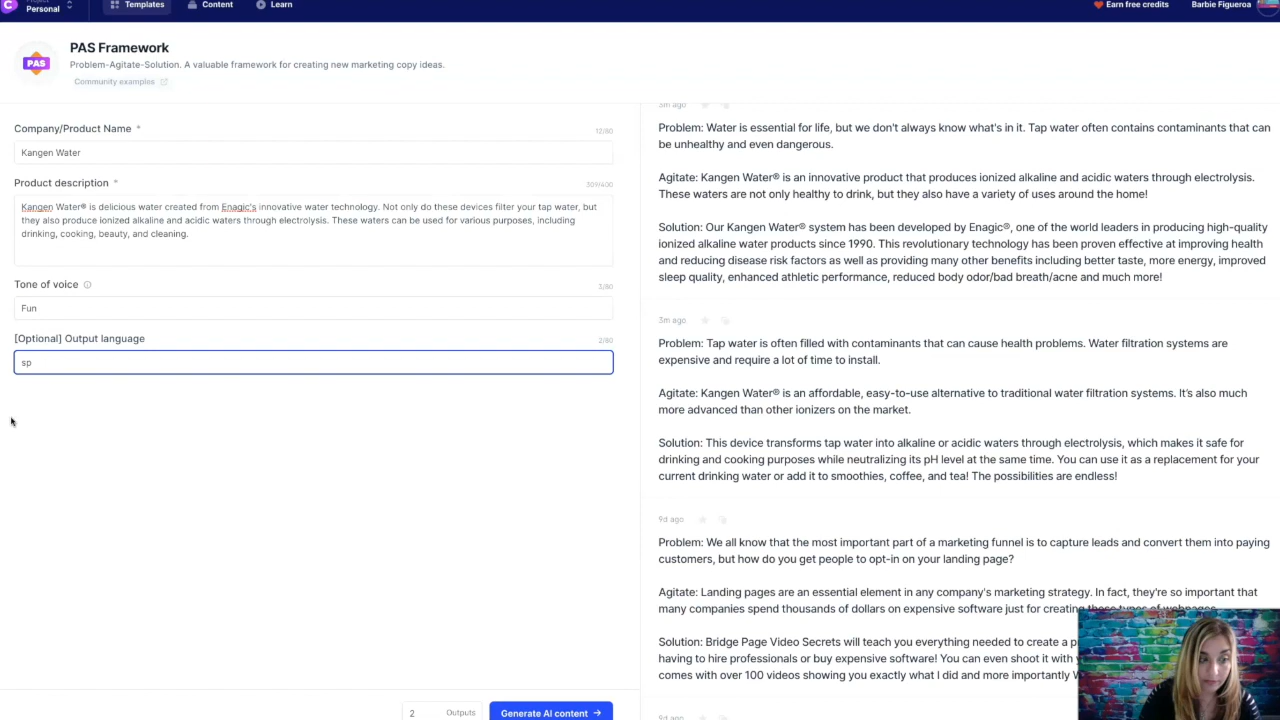 Project
Personal
Templates
Content
Learn
Earn free credits
Barbie Figueroa
PAS
PAS Framework
Problem-Agitate-Solution. A valuable framework for creating new marketing copy ideas.
Community examples
Company/Product Name *
12/80
Kangen Water
Product description *
309/400
Kangen Water® is delicious water created from Enagic's innovative water technology. Not only do these devices filter your tap water, but
they also produce ionized alkaline and acidic waters through electrolysis. These waters can be used for various purposes, including
drinking, cooking, beauty, and cleaning.
Tone of voice
3/80
Fun
[Optional] Output language
2/80
sp
2
Outputs
Generate AI content
3m ago
Problem: Water is essential for life, but we don't always know what's in it. Tap water often contains contaminants that can
be unhealthy and even dangerous.
Agitate: Kangen Water® is an innovative product that produces ionized alkaline and acidic waters through electrolysis.
These waters are not only healthy to drink, but they also have a variety of uses around the home!
Solution: Our Kangen Water® system has been developed by Enagic®, one of the world leaders in producing high-quality
ionized alkaline water products since 1990. This revolutionary technology has been proven effective at improving health
and reducing disease risk factors as well as providing many other benefits including better taste, more energy, improved
sleep quality, enhanced athletic performance, reduced body odor/bad breath/acne and much more!
3m ago
Problem: Tap water is often filled with contaminants that can cause health problems. Water filtration systems are
expensive and require a lot of time to install.
Agitate: Kangen Water® is an affordable, easy-to-use alternative to traditional water filtration systems. It's also much
more advanced than other ionizers on the market.
Solution: This device transforms tap water into alkaline or acidic waters through electrolysis, which makes it safe for
drinking and cooking purposes while neutralizing its pH level at the same time. You can use it as a replacement for your
current drinking water or add it to smoothies, coffee, and tea! The possibilities are endless!
9d ago
Problem: We all know that the most important part of a marketing funnel is to capture leads and convert them into paying
customers, but how do you get people to opt-in on your landing page?
Agitate: Landing pages are an essential element in any company's marketing strategy. In fact, they're so important that
many companies spend thousands of dollars on expensive software just for creating these types of webpages.
Solution: Bridge Page Video Secrets will teach you everything needed to create a
having to hire professionals or buy expensive software! You can even shoot it with
comes with over 100 videos showing you exactly what I did and more importantly
9d ago